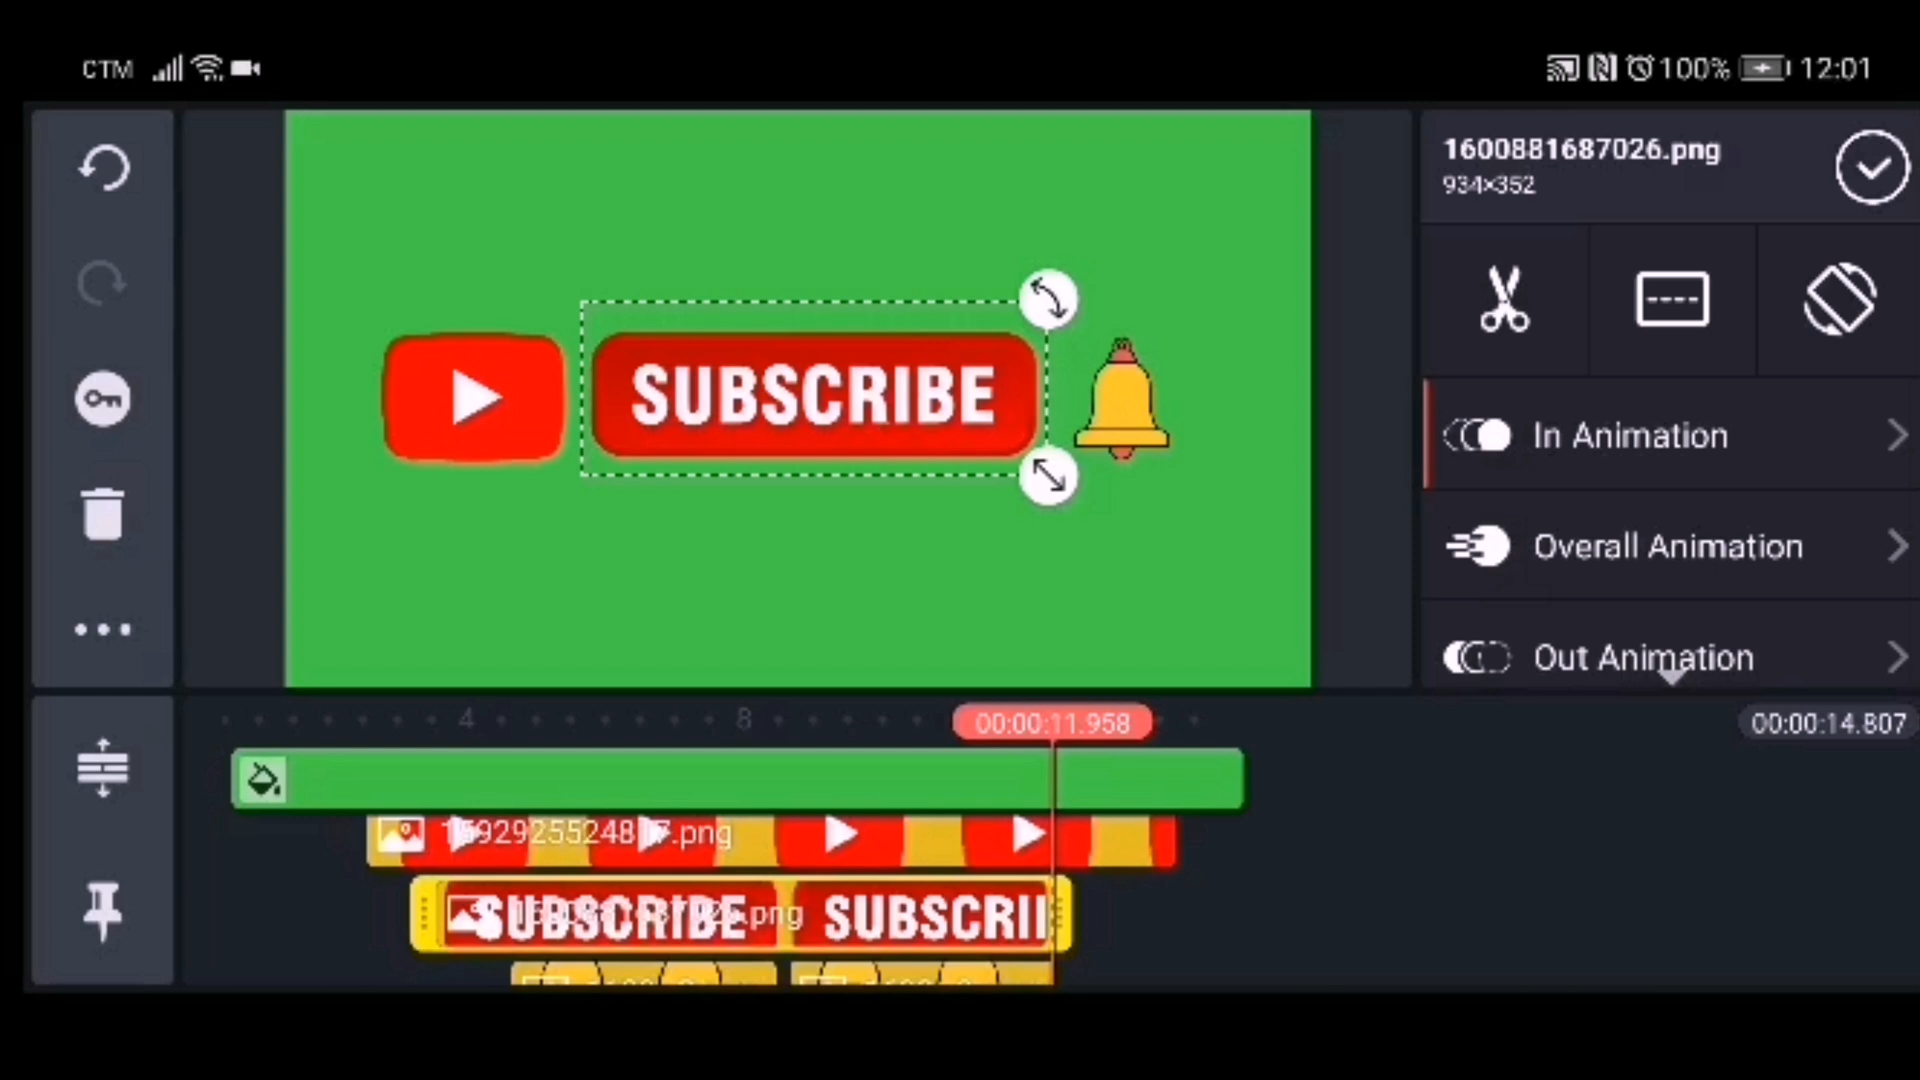 CTM
100% 12:01
1600881687026.png
934×352
SUBSCRIBE
In Animation
Overall Animation
Out Animation
4 8 00:00:11.958
00:00:14.807
SUBSCRIBE SUBSCRI